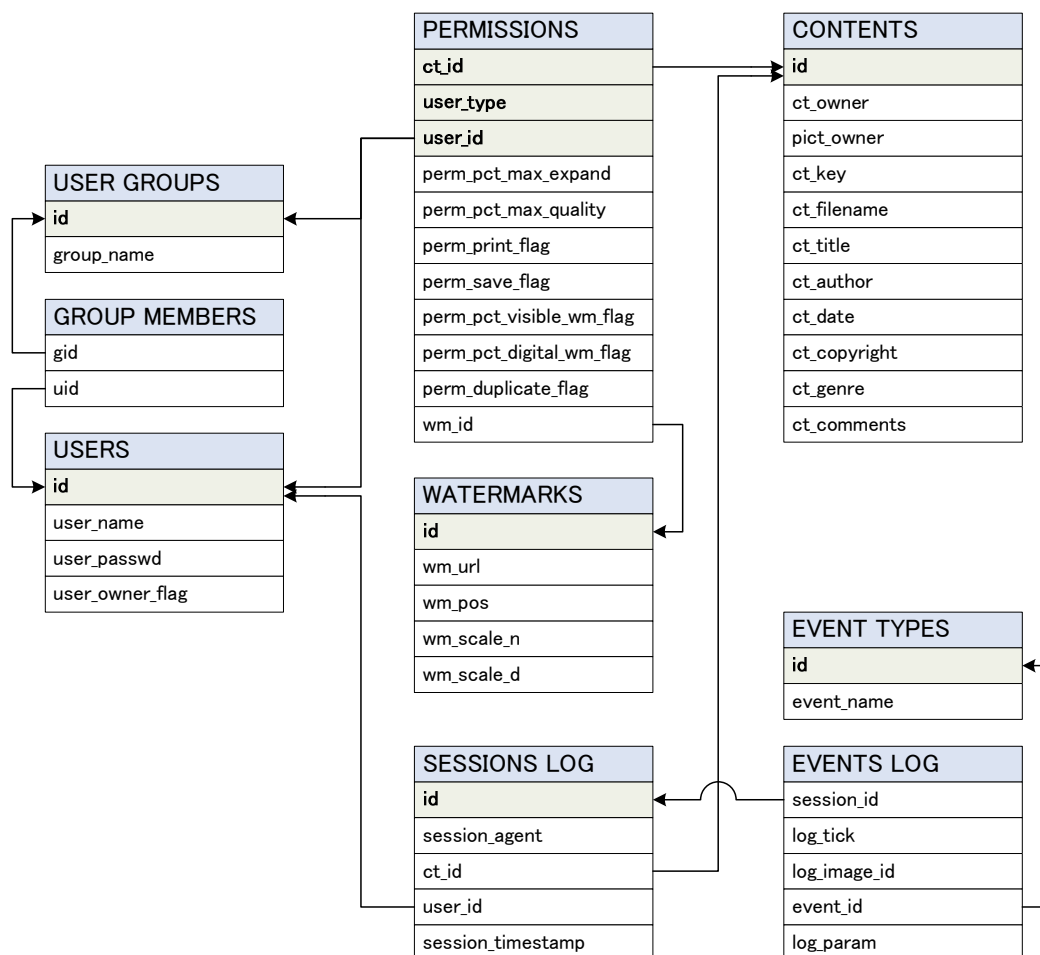 PERMISSIONS
ct_id
user_type
user_id
perm_pct_max_expand
perm_pct_max_quality
perm_print_flag
perm_save_flag
perm_pct_visible_wm_flag
perm_pct_digital_wm_flag
perm_duplicate_flag
wm_id
CONTENTS
id
ct_owner
pict_owner
ct_key
ct_filename
ct_title
ct_author
ct_date
ct_copyright
ct_genre
ct_comments
USER GROUPS
id
group_name
GROUP MEMBERS
gid
uid
USERS
id
user_name
user_passwd
user_owner_flag
WATERMARKS
id
wm_url
wm_pos
wm_scale_n
wm_scale_d
EVENT TYPES
id
event_name
SESSIONS LOG
id
session_agent
ct_id
user_id
session_timestamp
EVENTS LOG
session_id
log_tick
log_image_id
event_id
log_param